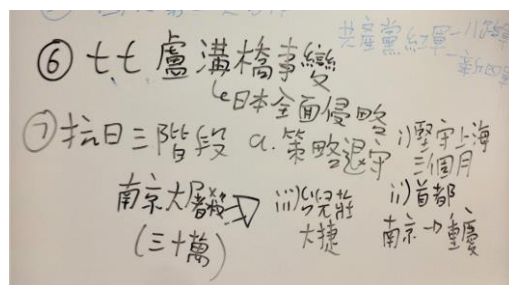 共產黨紅軍─八路軍
─新四軍
⑥ 七七 盧溝橋事變
↳日本全面侵略
⑦ 抗日三階段 a. 策略退守
i) 堅守上海
三個月
ii) 首都
南京→重慶
iii) 台兒莊
大捷
南京大屠殺
(三十萬)